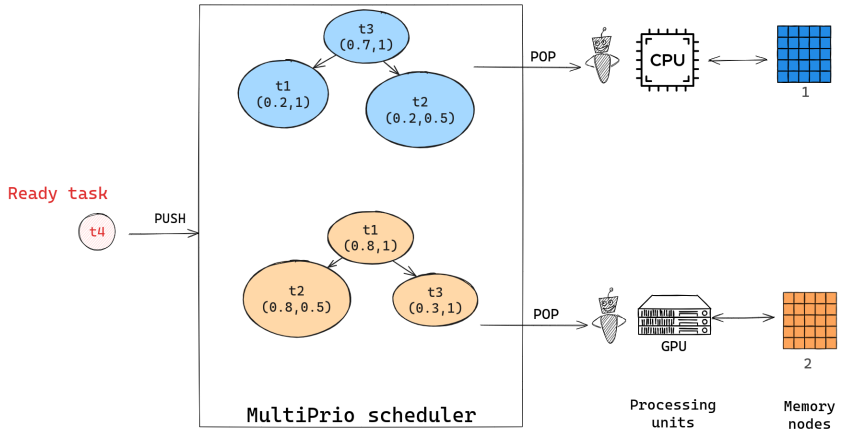 t3
(0.7,1)
t1
(0.2,1)
t2
(0.2,0.5)
POP
CPU
1
Ready task
t4
PUSH
t1
(0.8,1)
t2
(0.8,0.5)
t3
(0.3,1)
POP
GPU
2
MultiPrio scheduler
Processing
units
Memory
nodes